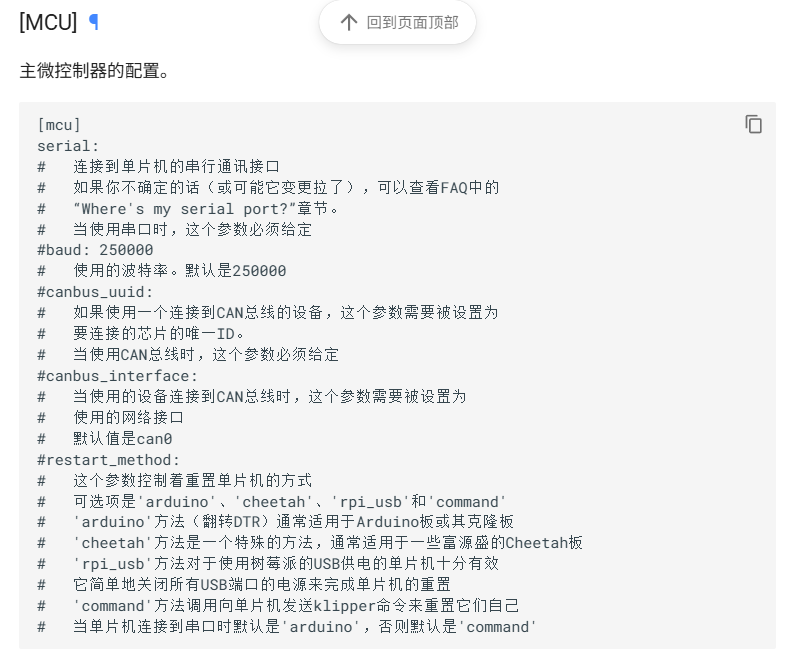 [MCU] ¶
回到页面顶部
主微控制器的配置。
[mcu]
serial:
#   连接到单片机的串行通讯接口
#   如果你不确定的话（或可能它变更拉了），可以查看FAQ中的
#   “Where's my serial port?”章节。
#   当使用串口时，这个参数必须给定
#baud: 250000
#   使用的波特率。默认是250000
#canbus_uuid:
#   如果使用一个连接到CAN总线的设备，这个参数需要被设置为
#   要连接的芯片的唯一ID。
#   当使用CAN总线时，这个参数必须给定
#canbus_interface:
#   当使用的设备连接到CAN总线时，这个参数需要被设置为
#   使用的网络接口
#   默认值是can0
#restart_method:
#   这个参数控制着重置单片机的方式
#   可选项是'arduino'、'cheetah'、'rpi_usb'和'command'
#   'arduino'方法（翻转DTR）通常适用于Arduino板或其克隆板
#   'cheetah'方法是一个特殊的方法，通常适用于一些富源盛的Cheetah板
#   'rpi_usb'方法对于使用树莓派的USB供电的单片机十分有效
#   它简单地关闭所有USB端口的电源来完成单片机的重置
#   'command'方法调用向单片机发送klipper命令来重置它们自己
#   当单片机连接到串口时默认是'arduino'，否则默认是'command'